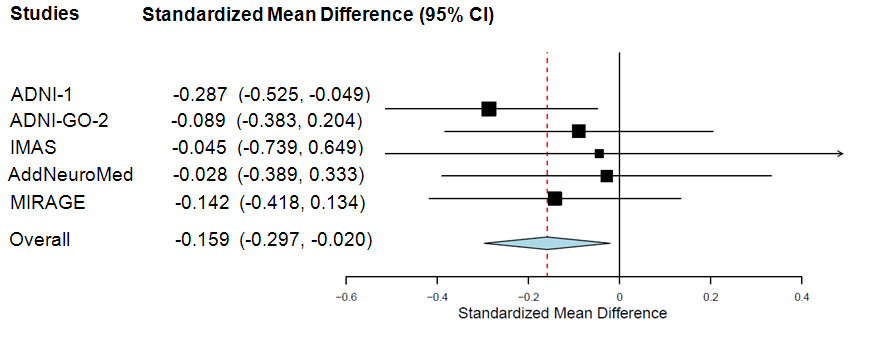 Studies Standardized Mean Difference (95% CI)
ADNI-1 -0.287 (-0.525, -0.049)
ADNI-GO-2 -0.089 (-0.383, 0.204)
IMAS -0.045 (-0.739, 0.649)
AddNeuroMed -0.028 (-0.389, 0.333)
MIRAGE -0.142 (-0.418, 0.134)
Overall -0.159 (-0.297, -0.020)
−0.6 −0.4 −0.2 0 0.2 0.4
Standardized Mean Difference